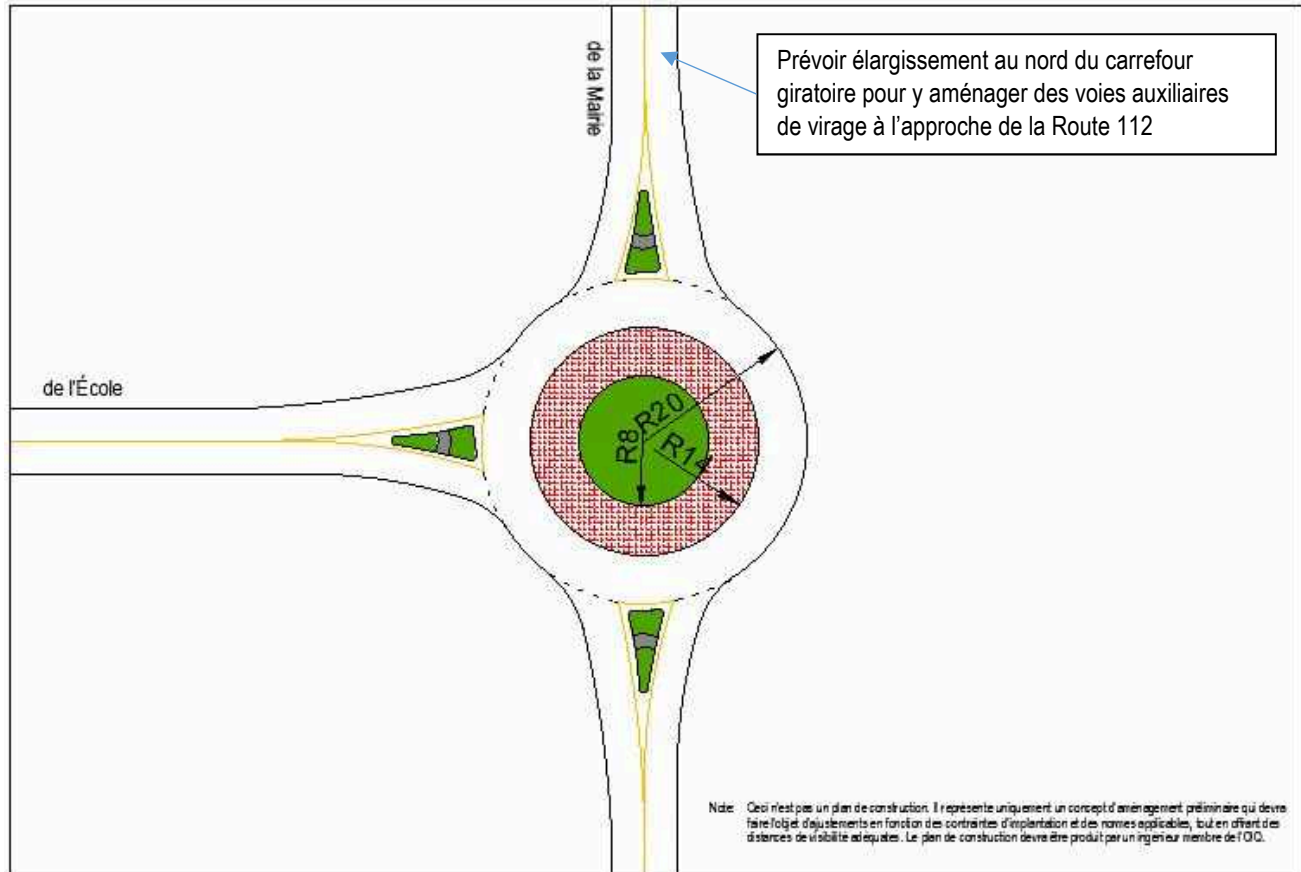 de la Mairie
Prévoir élargissement au nord du carrefour
giratoire pour y aménager des voies auxiliaires
de virage à l'approche de la Route 112
de l'École
R20
R8
R14
Note: Ceci n'est pas un plan de construction. Il représente uniquement un concept d'aménagement préliminaire qui devra
faire l'objet d'ajustements en fonction des contraintes d'implantation et des normes applicables, tout en offrant des
distances de visibilité adéquates. Le plan de construction devra être produit par un ingénieur membre de l'OIQ.